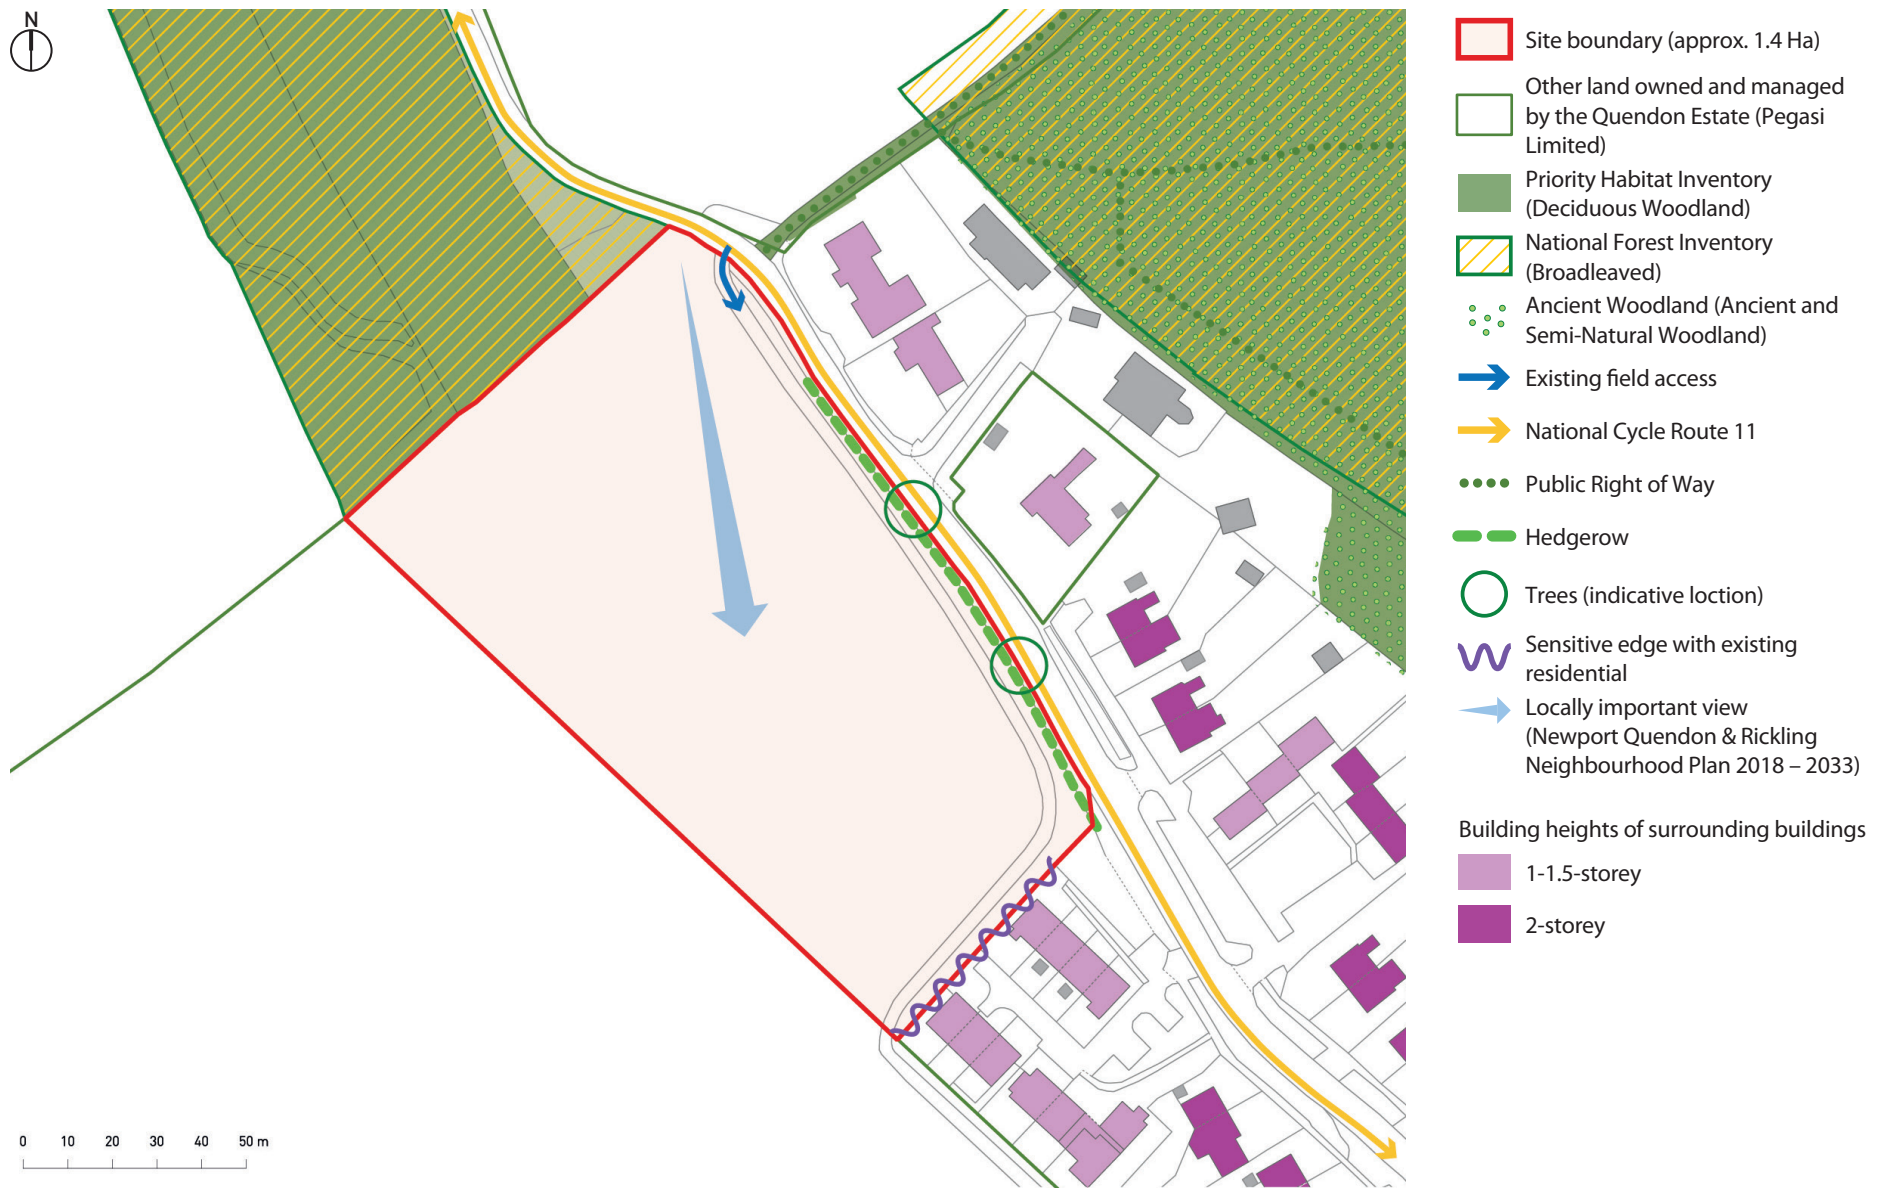 N
Site boundary (approx. 1.4 Ha)
Other land owned and managed
by the Quendon Estate (Pegasi
Limited)
Priority Habitat Inventory
(Deciduous Woodland)
National Forest Inventory
(Broadleaved)
Ancient Woodland (Ancient and
Semi-Natural Woodland)
Existing field access
National Cycle Route 11
Public Right of Way
Hedgerow
Trees (indicative loction)
Sensitive edge with existing
residential
Locally important view
(Newport Quendon & Rickling
Neighbourhood Plan 2018 – 2033)
Building heights of surrounding buildings
1-1.5-storey
2-storey
0 10 20 30 40 50 m